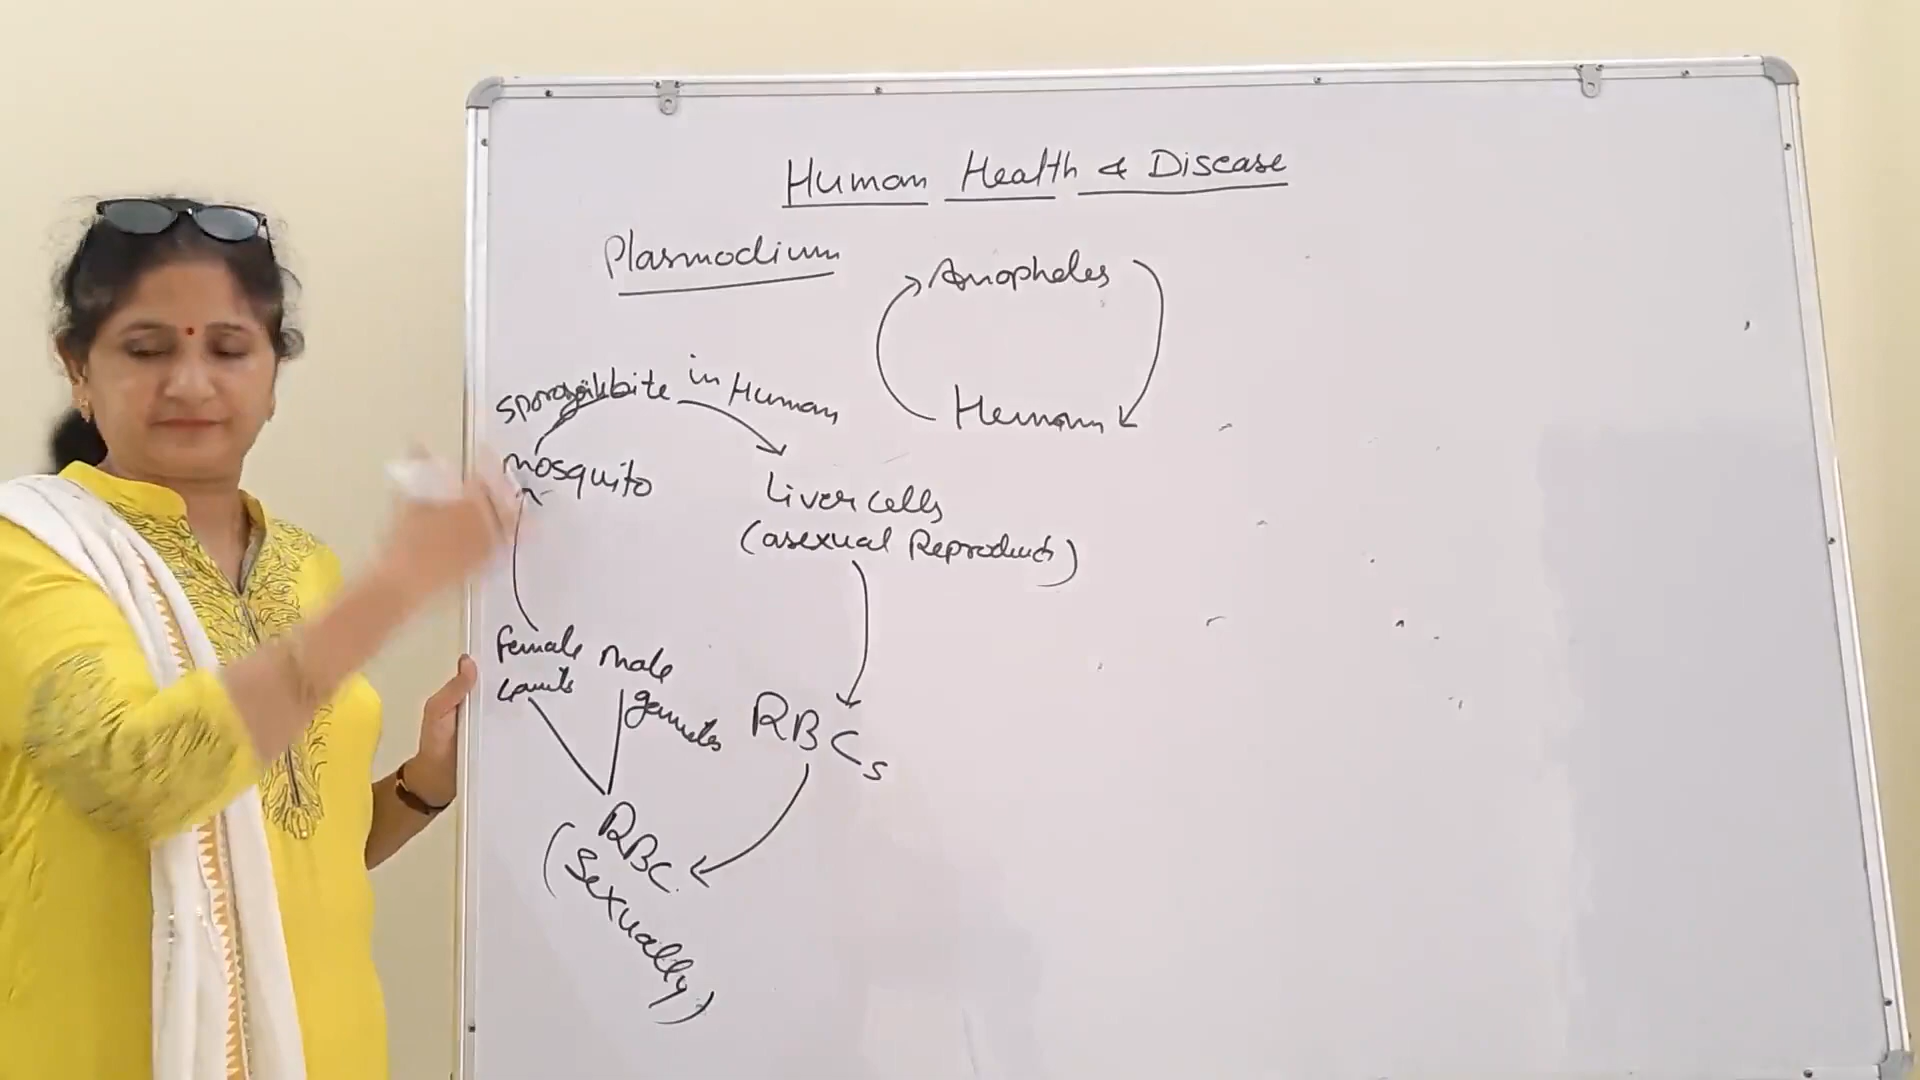 Human Health & Disease
Plasmodium
Anopheles
Human
bite in Human
mosquito
Liver cells
(asexual Reproduct)
female male
gametes
RBCs
RBC
(Sexually)